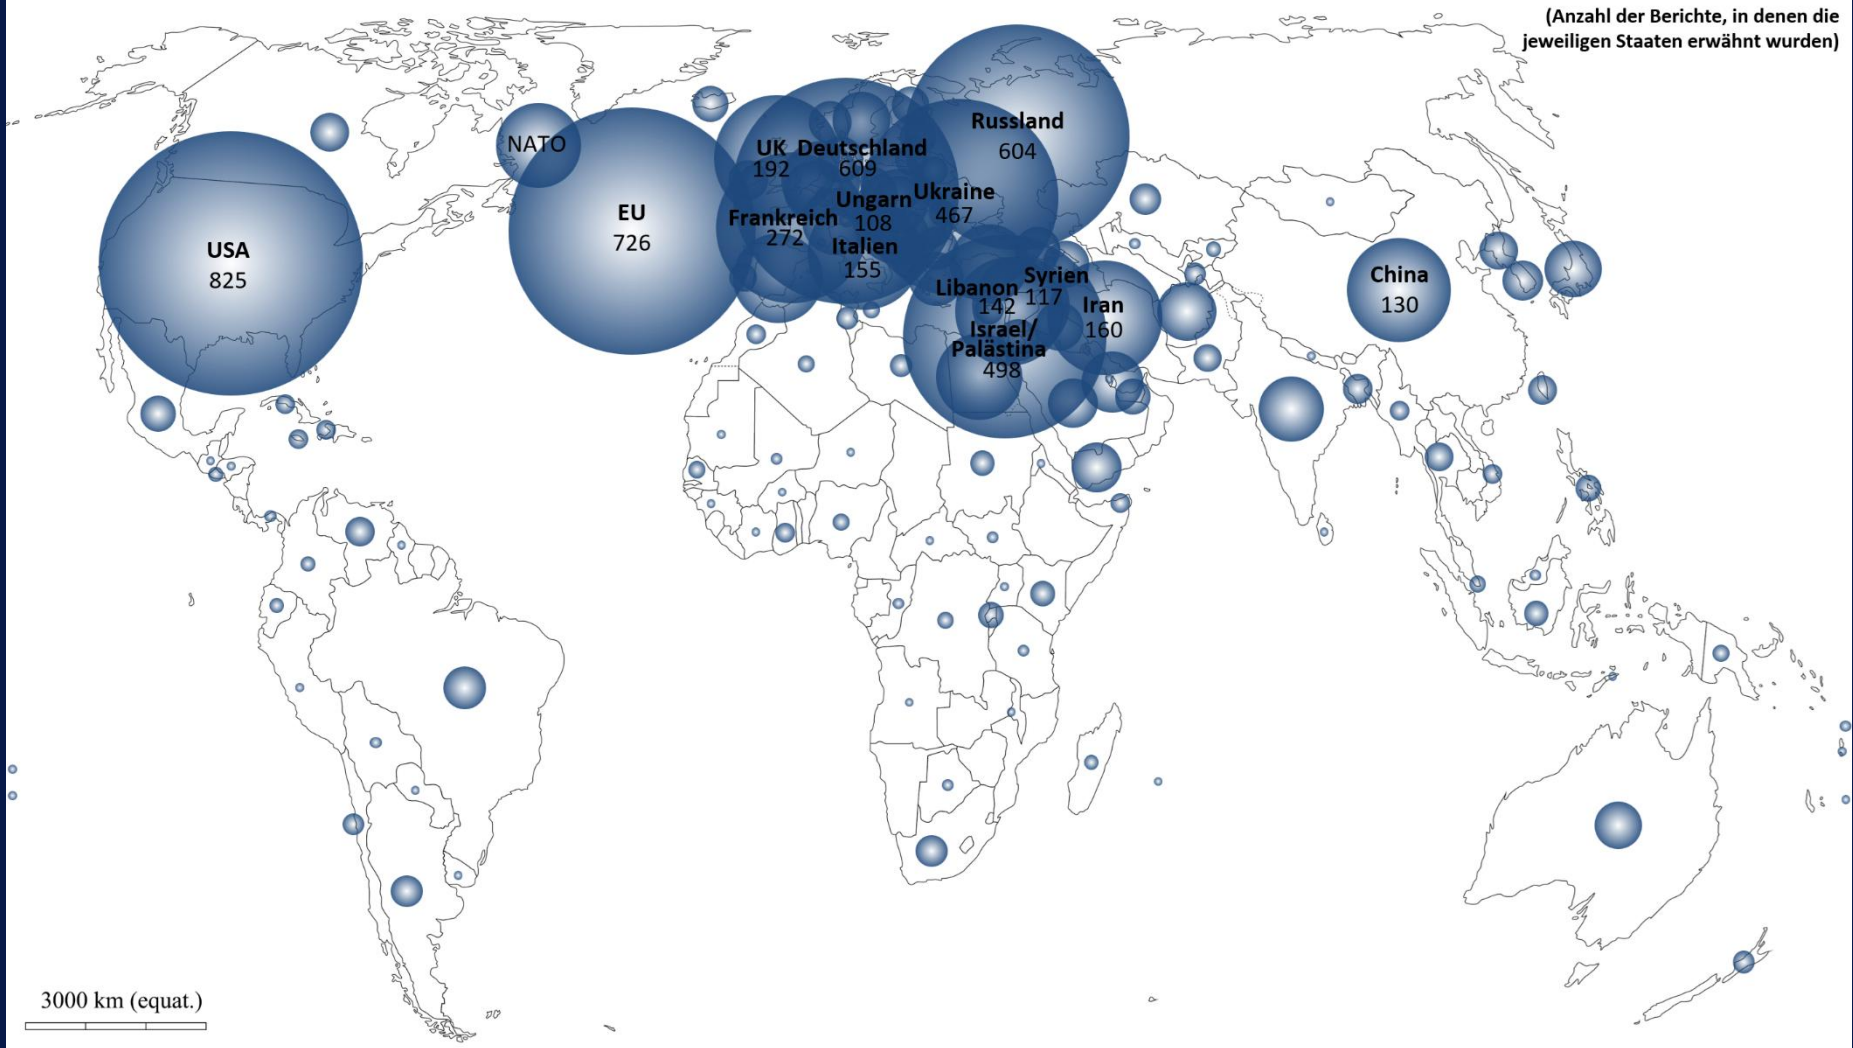 (Anzahl der Berichte, in denen die
jeweiligen Staaten erwähnt wurden)
Russland
604
NATO
UK
192
Deutschland
609
Ungarn
108
Ukraine
467
EU
726
Frankreich
272
Italien
155
USA
825
Libanon
142
Syrien
117
Iran
160
China
130
Israel/
Palästina
498
3000 km (equat.)